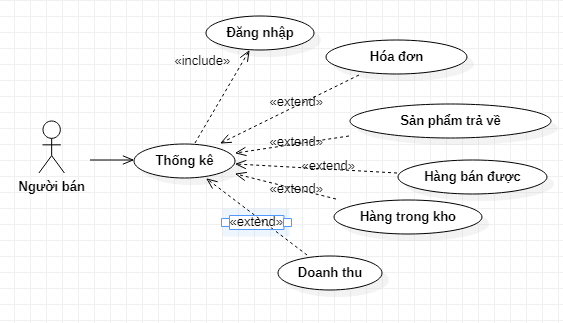 Đăng nhập
«include»
Hóa đơn
«extend»
Sản phẩm trả về
«extend»
Thống kê
«extend»
Hàng bán được
Người bán
«extend»
Hàng trong kho
«extend»
Doanh thu